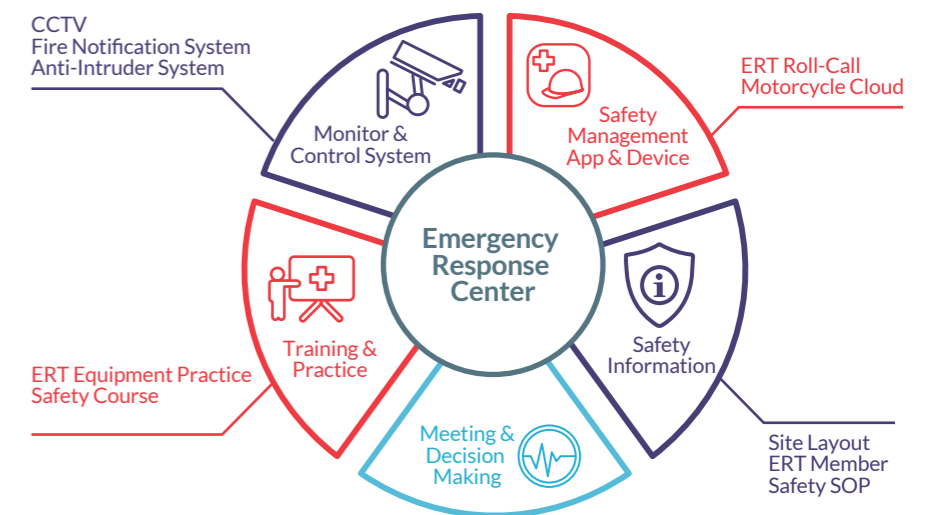 CCTV
Fire Notification System
Anti-Intruder System
Monitor &
Control System
Safety
Management
App & Device
ERT Roll-Call
Motorcycle Cloud
Emergency
Response
Center
Training &
Practice
ERT Equipment Practice
Safety Course
Safety
Information
Site Layout
ERT Member
Safety SOP
Meeting &
Decision
Making